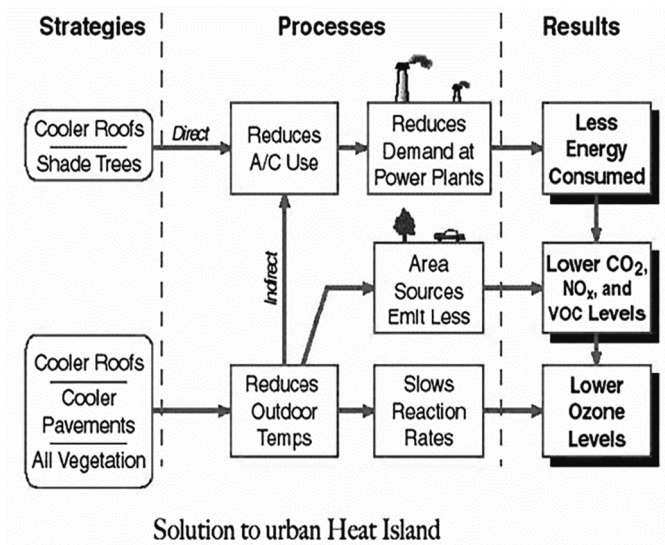 Strategies
Processes
Results
Cooler Roofs
Shade Trees
Direct
Reduces
A/C Use
Reduces
Demand at
Power Plants
Less
Energy
Consumed
Indirect
Area
Sources
Emit Less
Lower CO₂,
NOₓ, and
VOC Levels
Cooler Roofs
Cooler
Pavements
All Vegetation
Reduces
Outdoor
Temps
Slows
Reaction
Rates
Lower
Ozone
Levels
Solution to urban Heat Island